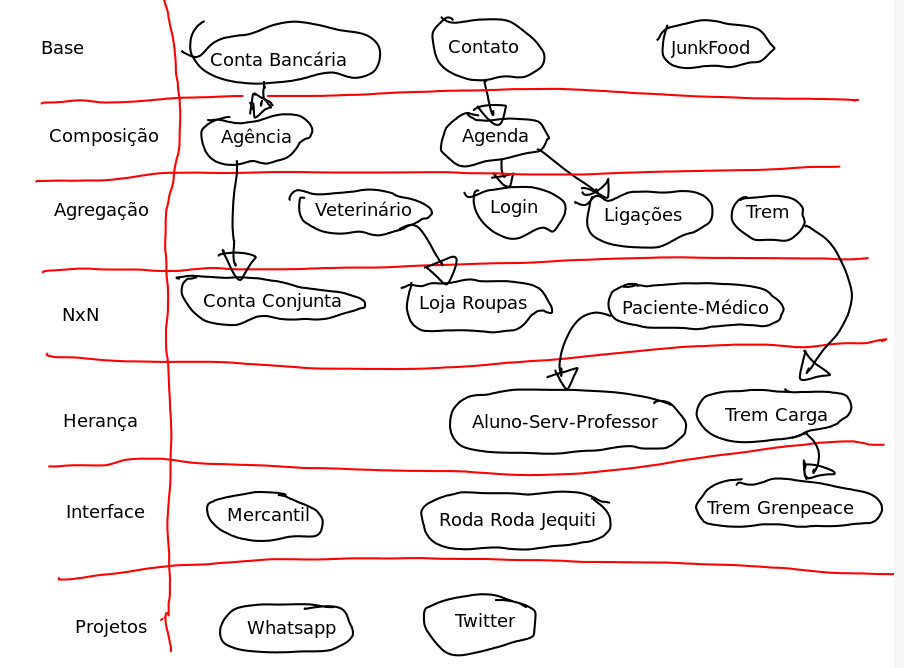 Base
Conta Bancária
Contato
JunkFood
Composição
Agência
Agenda
Agregação
Veterinário
Login
Ligações
Trem
NxN
Conta Conjunta
Loja Roupas
Paciente-Médico
Herança
Aluno-Serv-Professor
Trem Carga
Interface
Mercantil
Roda Roda Jequiti
Trem Grenpeace
Projetos
Whatsapp
Twitter